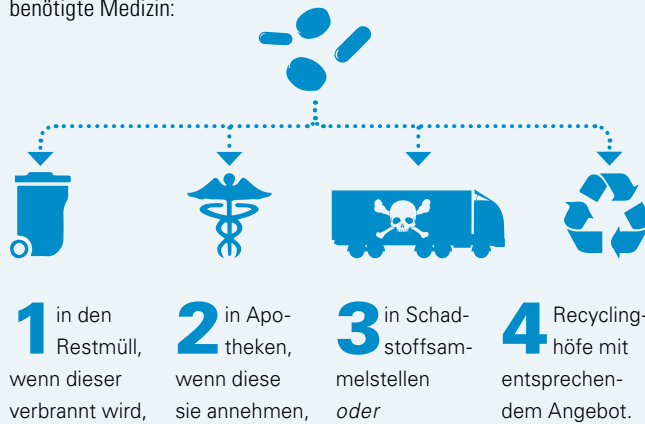 benötigte Medizin:
1 in den
Restmüll,
wenn dieser
verbrannt wird,
2 in Apo-
theken,
wenn diese
sie annehmen,
3 in Schad-
stoffsam-
melstellen
oder
4 Recycling-
höfe mit
entsprechen-
dem Angebot.